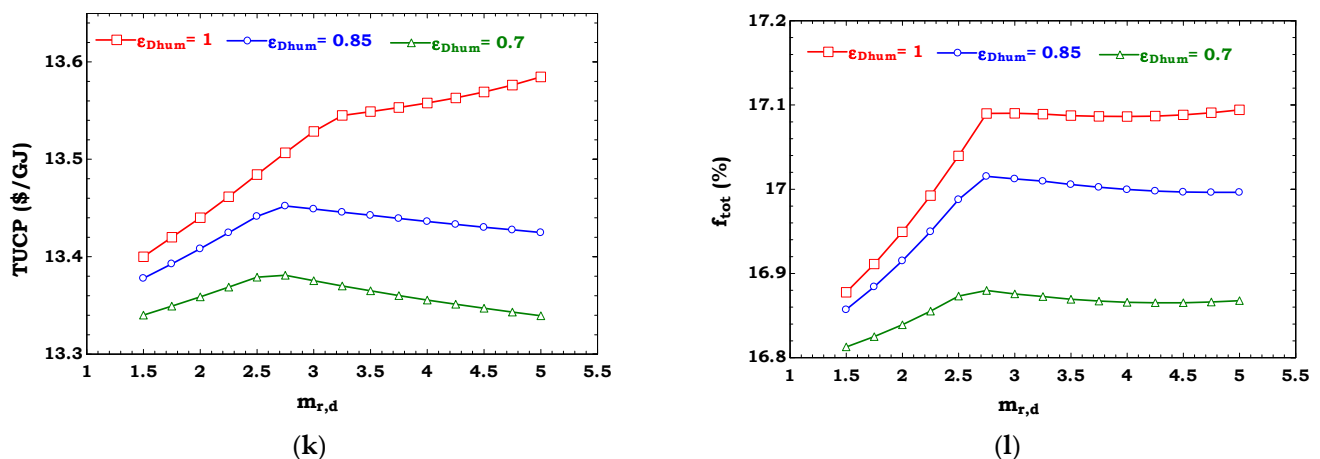 13.6
13.5
13.4
13.3
TUCP ($/GJ)
εDhum= 1 εDhum= 0.85 εDhum= 0.7
1 1.5 2 2.5 3 3.5 4 4.5 5 5.5
mr,d
(k)
17.2
17.1
17
16.9
16.8
ftot (%)
εDhum= 1 εDhum= 0.85 εDhum= 0.7
1 1.5 2 2.5 3 3.5 4 4.5 5 5.5
mr,d
(l)